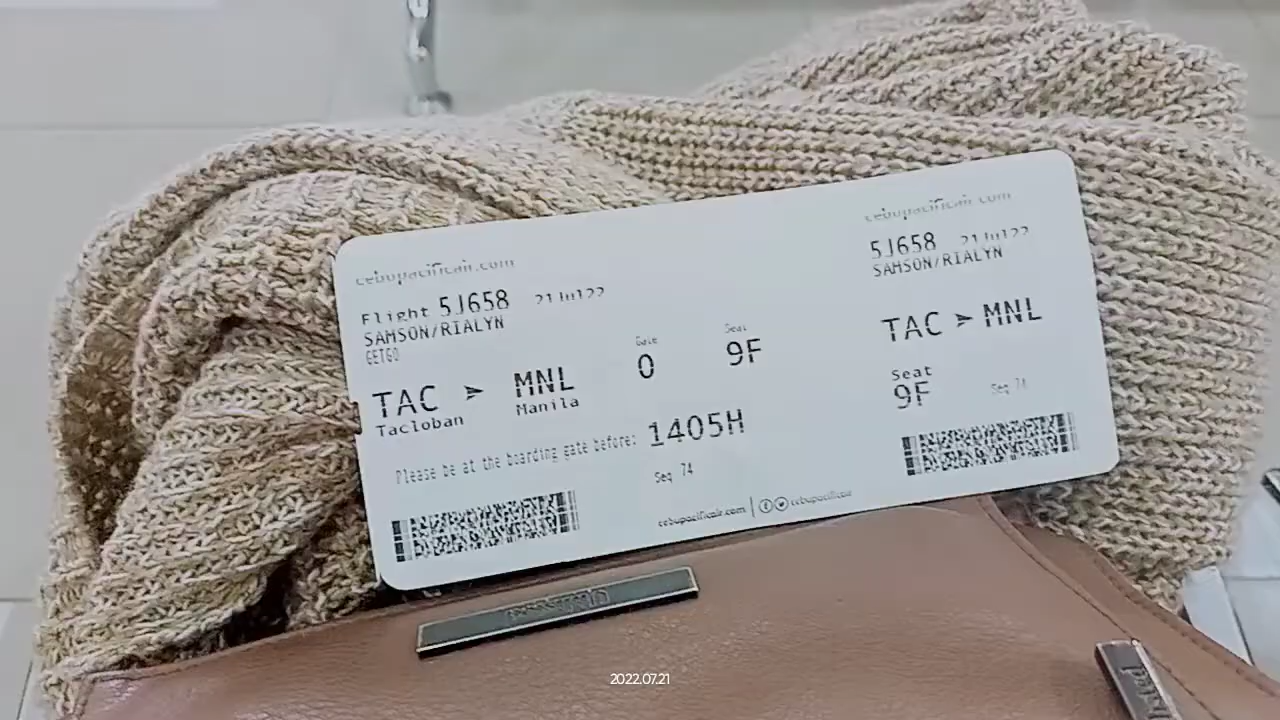 cebupacificair.com
Flight 5J658 21Jul22
SAMSON/RIALYN
GETGO
TAC > MNL
Tacloban Manila
Gate
0
Seat
9F
Please be at the boarding gate before: 1405H
Seq 74
cebupacificair.com | cebupacificair
cebupacificair.com
5J658 21Jul22
SAMSON/RIALYN
TAC > MNL
Seat
9F
Seq 74
2022.07.21